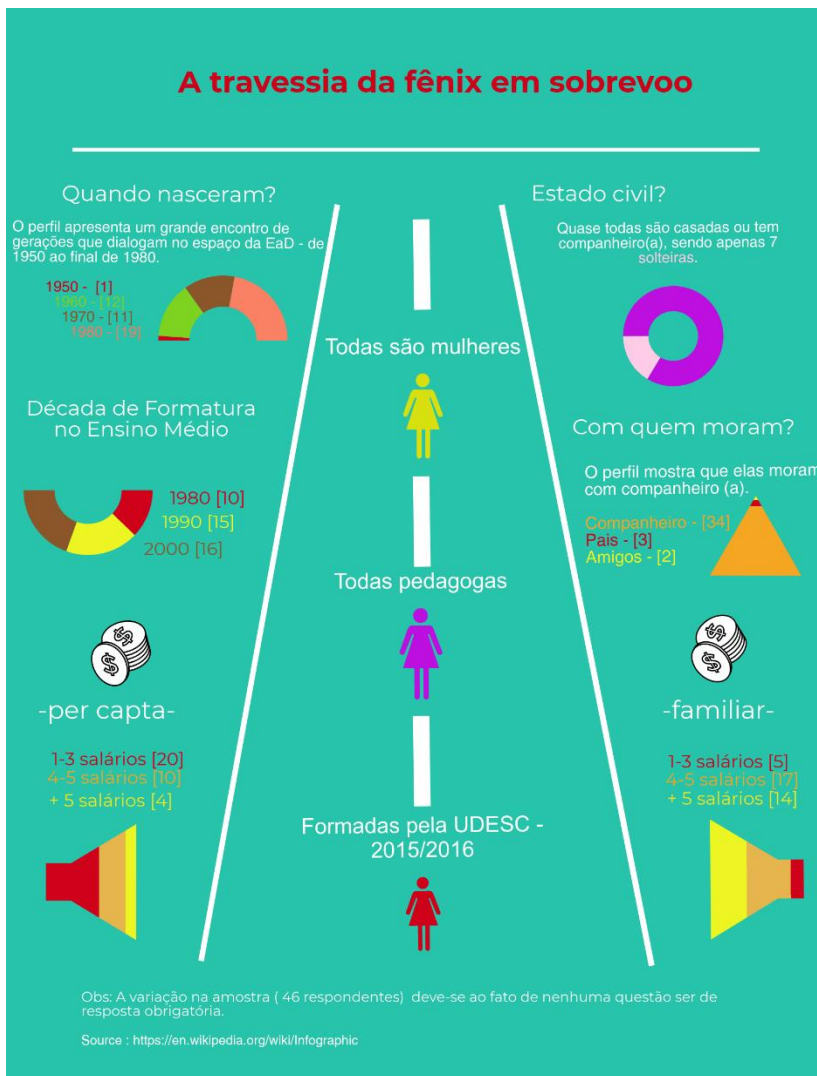 A travessia da fênix em sobrevoo
Quando nasceram?
O perfil apresenta um grande encontro de
gerações que dialogam no espaço da EaD - de
1950 ao final de 1980.
1950 - [1]
1960 - [12]
1970 - [11]
1980 - [19]
Década de Formatura
no Ensino Médio
1980 [10]
1990 [15]
2000 [16]
-per capta-
1-3 salários [20]
4-5 salários [10]
+ 5 salários [4]
Todas são mulheres
Todas pedagogas
Formadas pela UDESC -
2015/2016
Estado civil?
Quase todas são casadas ou tem
companheiro(a), sendo apenas 7
solteiras.
Com quem moram?
O perfil mostra que elas moram
com companheiro (a).
Companheiro - [34]
Pais - [3]
Amigos - [2]
-familiar-
1-3 salários [5]
4-5 salários [17]
+ 5 salários [14]
Obs: A variação na amostra ( 46 respondentes) deve-se ao fato de nenhuma questão ser de
resposta obrigatória.
Source : https://en.wikipedia.org/wiki/Infographic